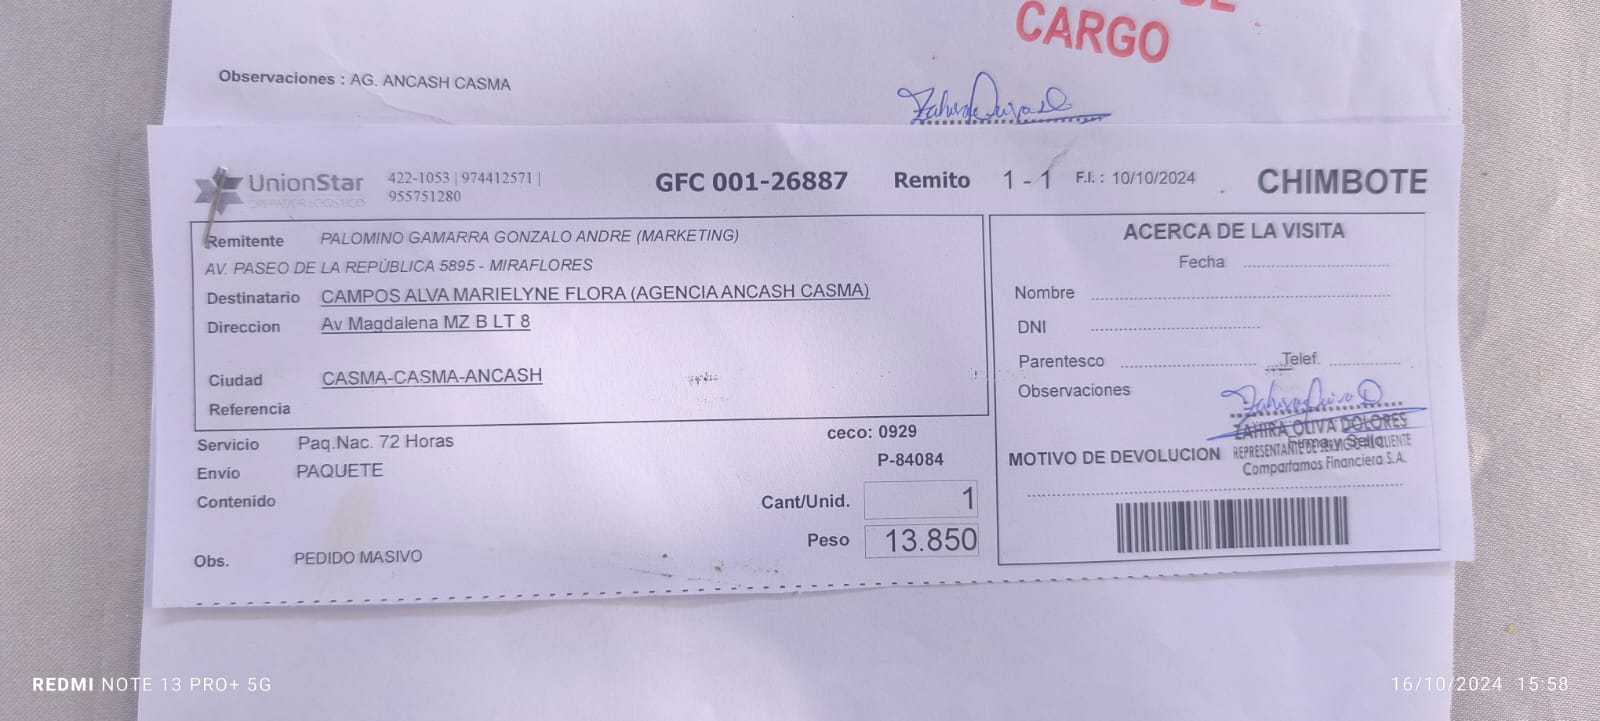 CARGO
Observaciones : AG. ANCASH CASMA
UnionStar
OPERADOR LOGISTICO
422-1053 | 974412571 |
955751280
GFC 001-26887 Remito 1 - 1 F.I. : 10/10/2024 CHIMBOTE
Remitente PALOMINO GAMARRA GONZALO ANDRE (MARKETING)
AV. PASEO DE LA REPÚBLICA 5895 - MIRAFLORES
Destinatario CAMPOS ALVA MARIELYNE FLORA (AGENCIA ANCASH CASMA)
Direccion Av Magdalena MZ B LT 8
Ciudad CASMA-CASMA-ANCASH
Referencia
Servicio Paq.Nac. 72 Horas
ceco: 0929
Envío PAQUETE
P-84084
Contenido
Cant/Unid. 1
Peso 13.850
Obs. PEDIDO MASIVO
ACERCA DE LA VISITA
Fecha
Nombre
DNI
Parentesco Telef.
Observaciones
ZAHIRA OLIVA DOLORES
Firma y Sello
REPRESENTANTE DE SERVICIO AL CLIENTE
Compartamos Financiera S.A.
MOTIVO DE DEVOLUCION
REDMI NOTE 13 PRO+ 5G
16/10/2024 15:58